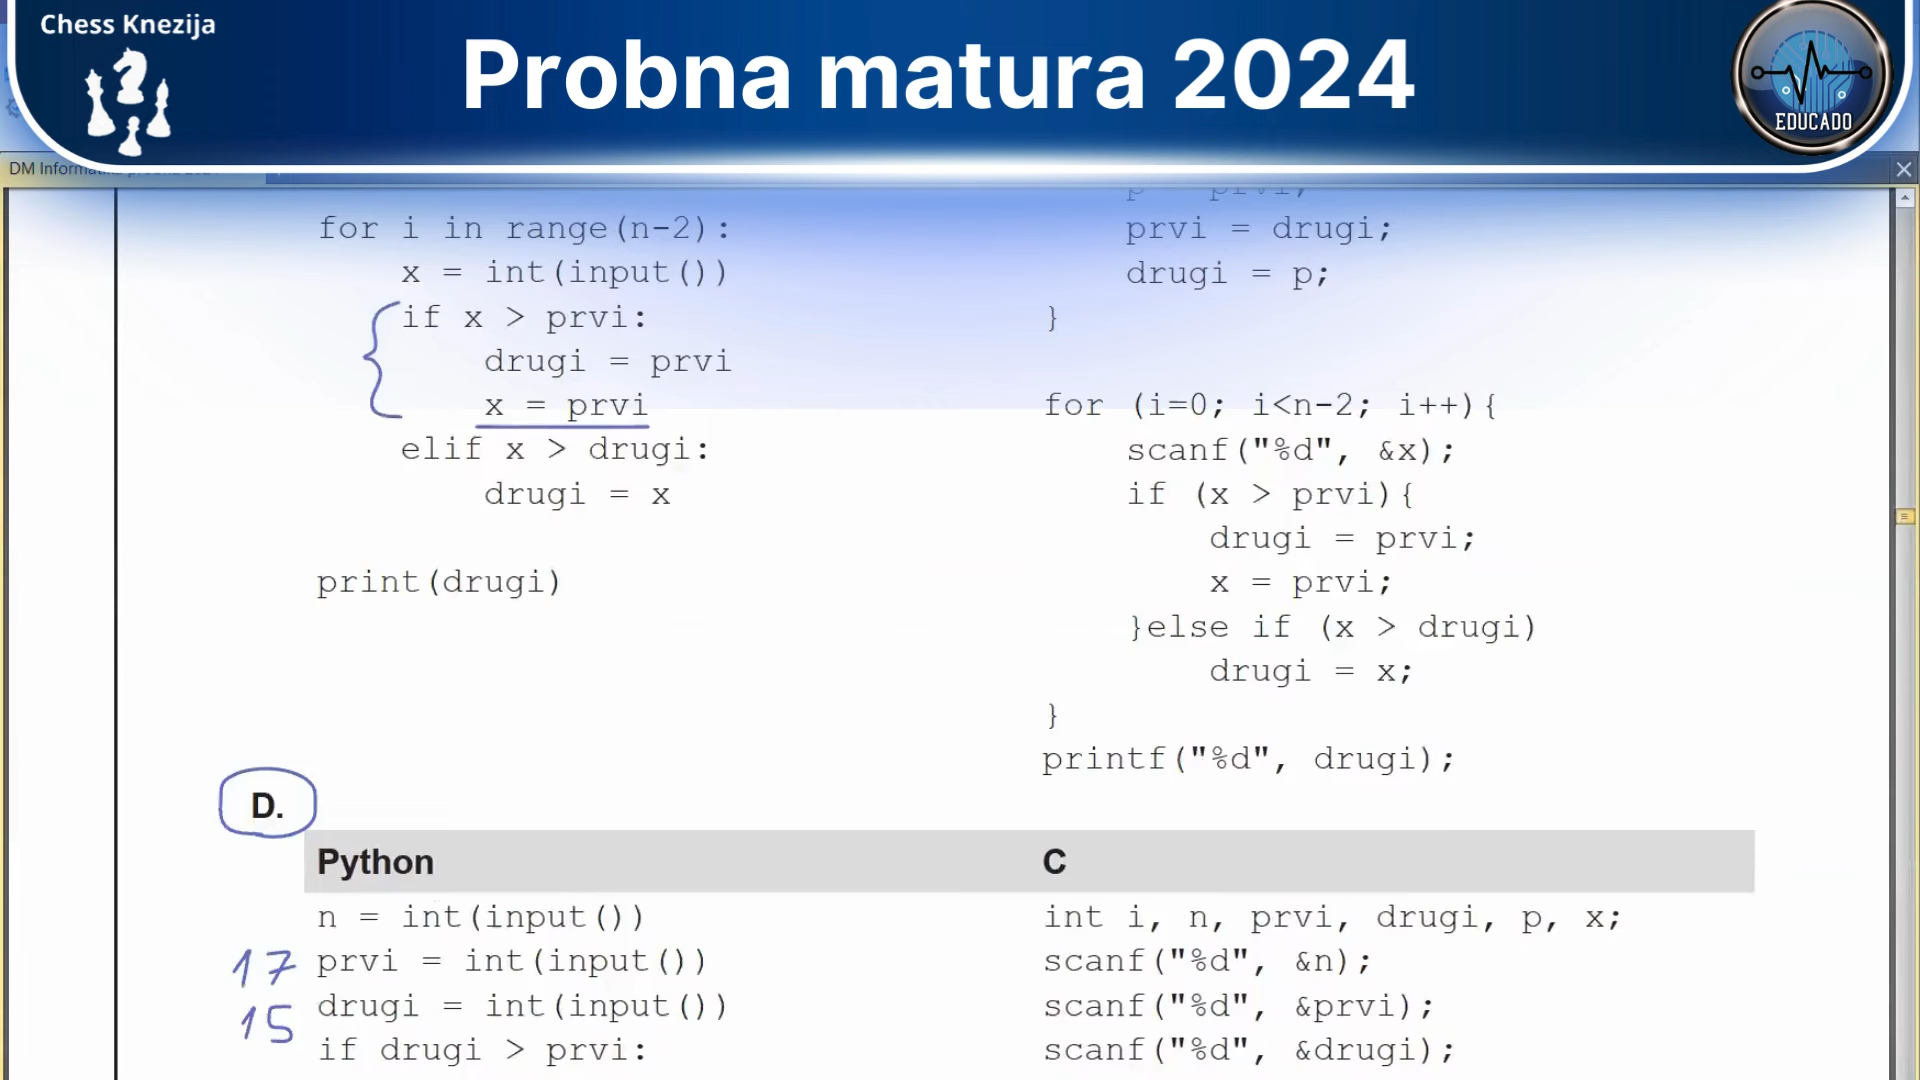 Chess Knezija
Probna matura 2024
EDUCADO
for i in range(n-2):
x = int(input())
if x > prvi:
drugi = prvi
x = prvi
elif x > drugi:
drugi = x
print(drugi)
prvi = drugi;
drugi = p;
}
for (i=0; i<n-2; i++){
scanf("%d", &x);
if (x > prvi){
drugi = prvi;
x = prvi;
}else if (x > drugi)
drugi = x;
}
printf("%d", drugi);
D.
Python
n = int(input())
17 prvi = int(input())
15 drugi = int(input())
if drugi > prvi:
C
int i, n, prvi, drugi, p, x;
scanf("%d", &n);
scanf("%d", &prvi);
scanf("%d", &drugi);